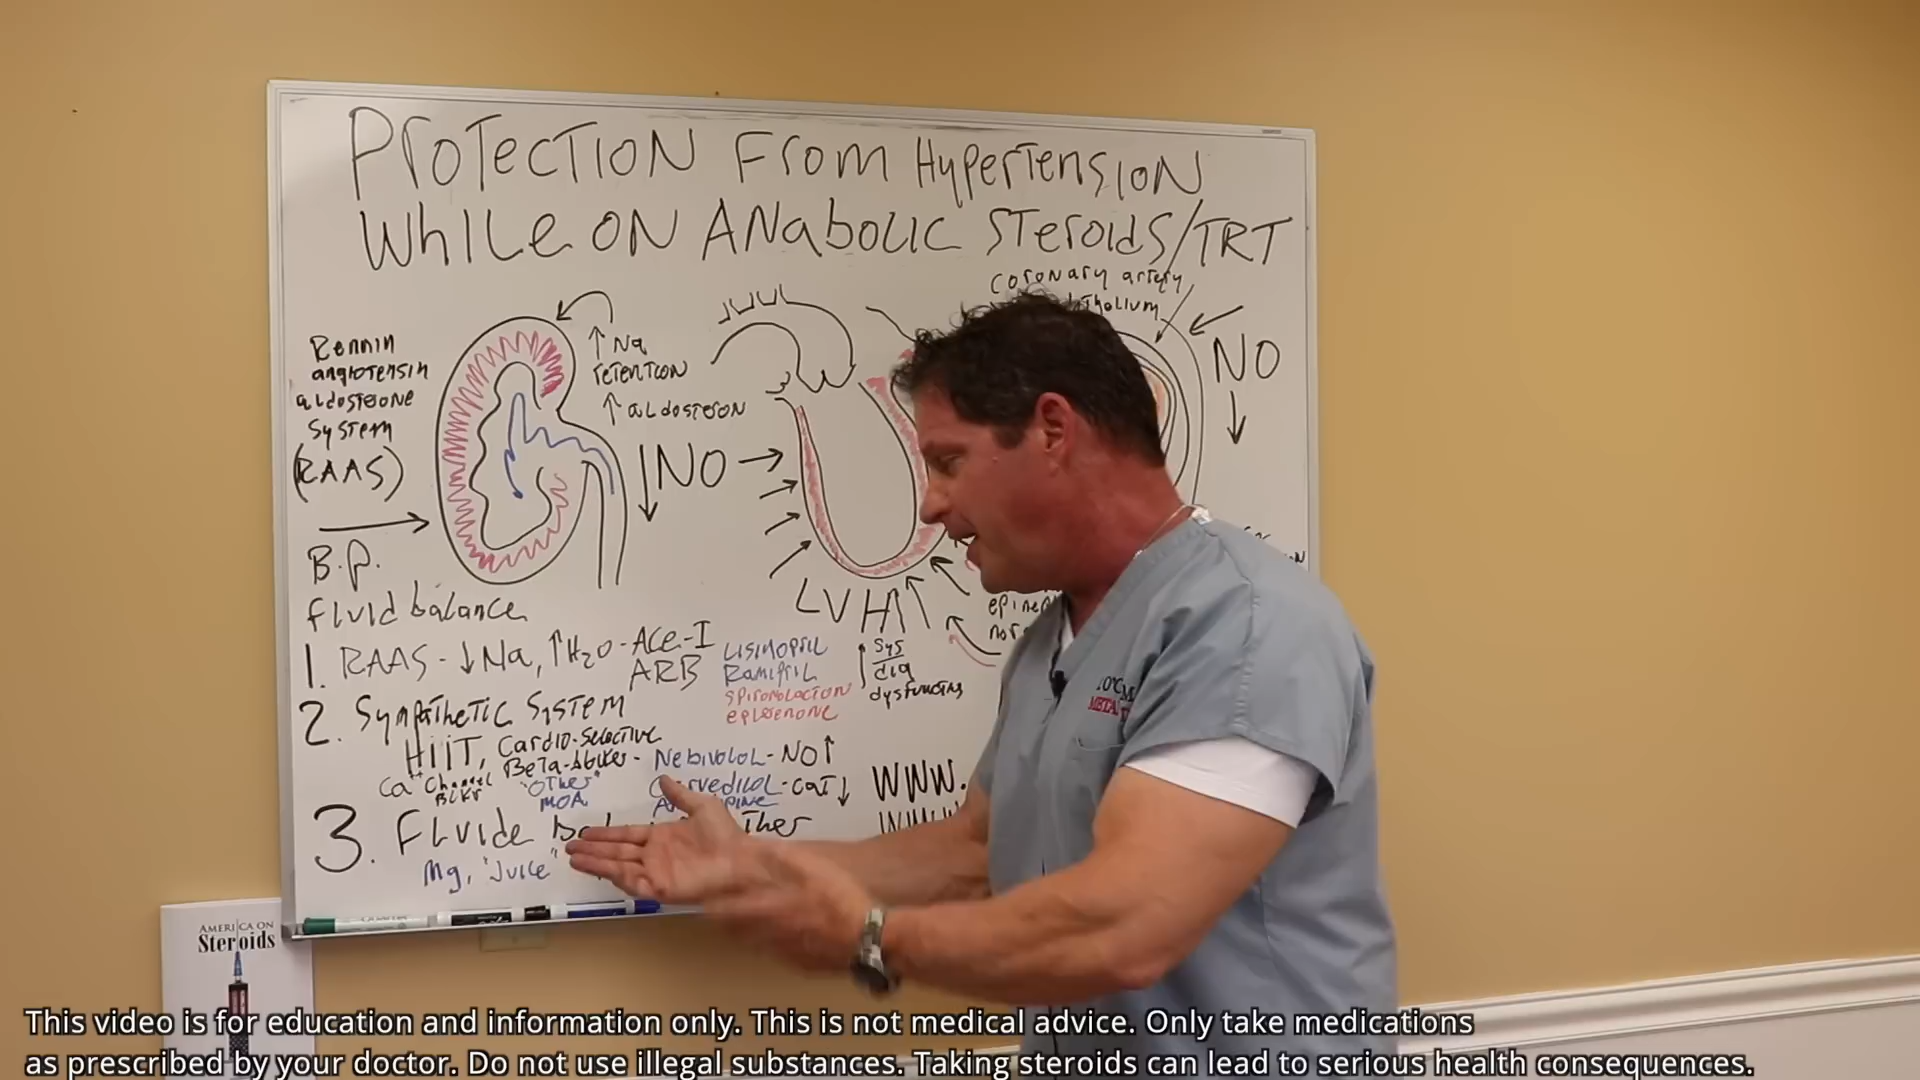 PROTECTION FROM HYPERTENSION
WHILE ON ANABOLIC STEROIDS/TRT
coronary artery
Rennin
angiotensin
aldosterone
System
(RAAS)
B.P.
fluid balance
↑ Na
retention
↑ aldosteron
↓NO
NO
↓
LVH
↑ Sys
dia
dysfunction
1. RAAS - ↓Na, ↑H2O - Ace-I
ARB
Lisinopril
Ramipril
spironolacton
eplerenone
2. Sympathetic System
HIIT, Cardio-selective
Beta-blocker - Nebivolol - NO↑
Ca++ Channel
Blkr
"Other"
MOA
Carvedilol - CaT↓
WWW.
3. Fluide
Mg, "Juice"
AMERICA ON
Steroids
This video is for education and information only. This is not medical advice. Only take medications
as prescribed by your doctor. Do not use illegal substances. Taking steroids can lead to serious health consequences.